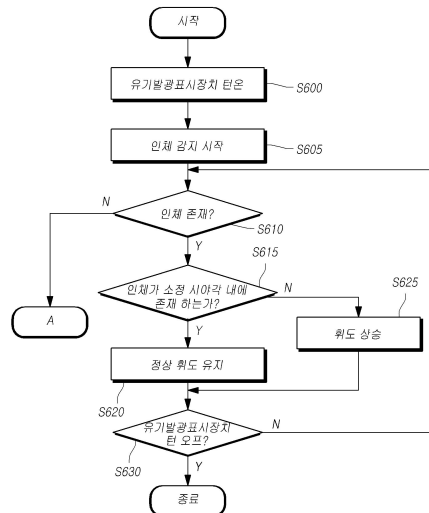 시작
유기발광표시장치 턴온
S600
인체 감지 시작
S605
인체 존재?
N
S610
Y
S615
인체가 소정 시야각 내에
존재 하는가?
N
S625
A
Y
휘도 상승
정상 휘도 유지
S620
유기발광표시장치
턴 오프?
N
S630
Y
종료